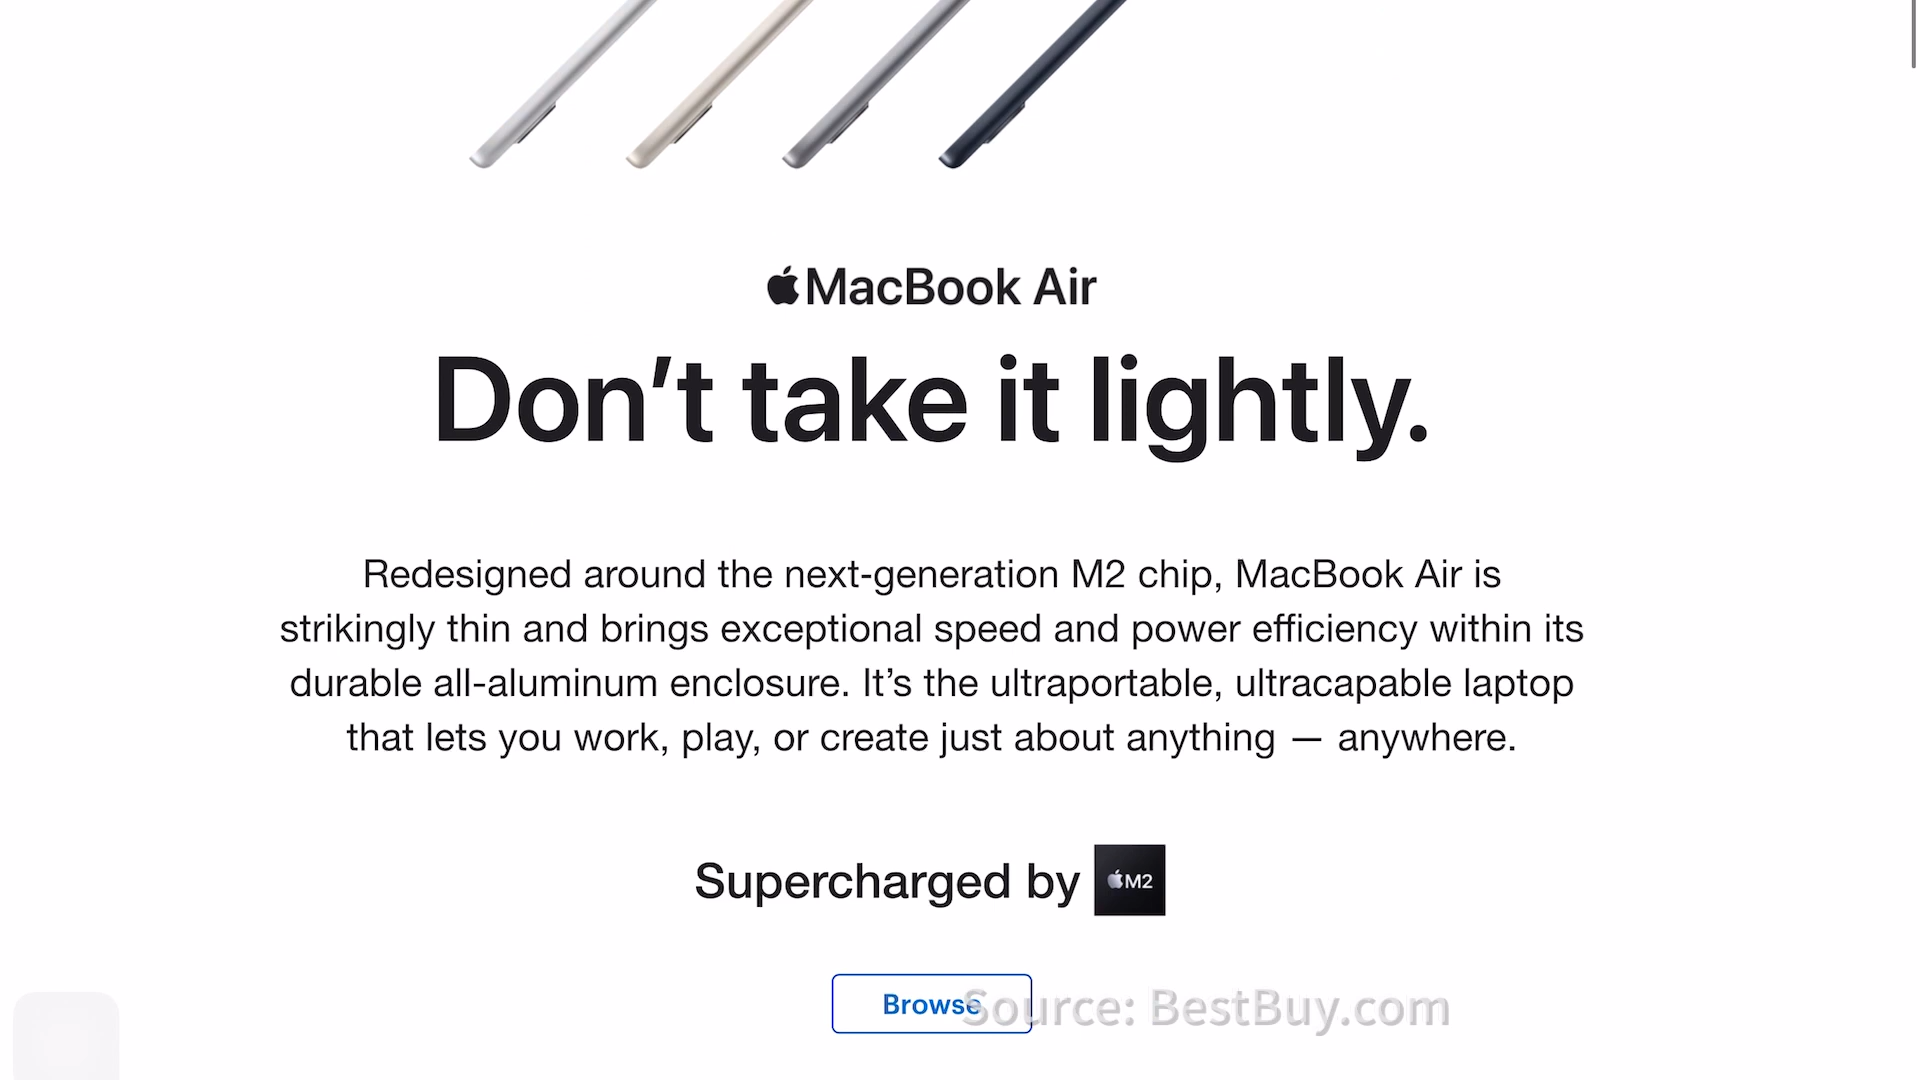 MacBook Air
Don’t take it lightly.
Redesigned around the next-generation M2 chip, MacBook Air is
strikingly thin and brings exceptional speed and power efficiency within its
durable all-aluminum enclosure. It’s the ultraportable, ultracapable laptop
that lets you work, play, or create just about anything — anywhere.
Supercharged by M2
Browse
Source: BestBuy.com